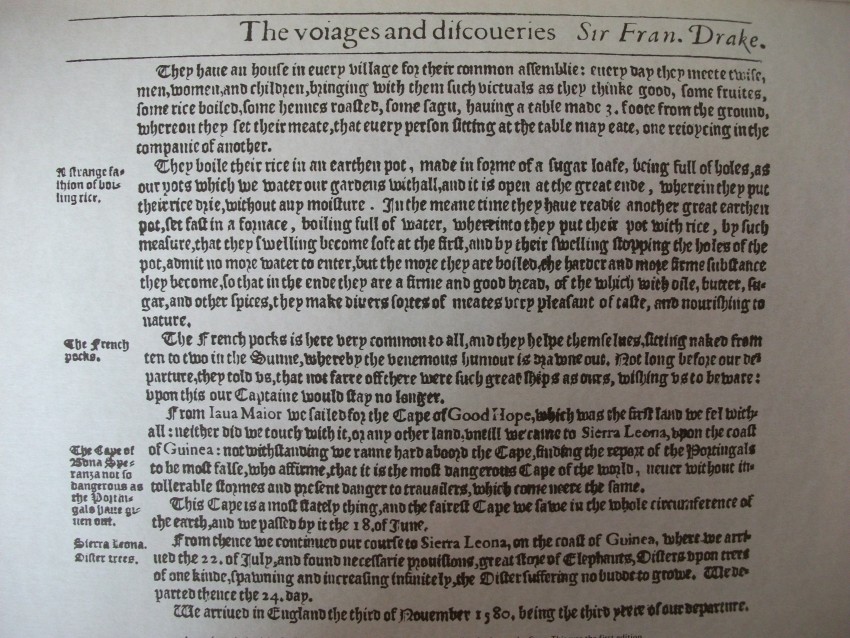 The voiages and discoueries Sir Fran. Drake.
They haue an house in euery village for their common assemblie: euery day they meete twise,
men, women, and children, bringing with them such victuals as they thinke good, some fruites,
some rice boiled, some hennes roasted, some sagu, hauing a table made 3. foote from the ground,
whereon they set their meate, that euery person sitting at the table may eate, one reioycing in the
companie of another.
A strange fa-
shion of boi-
ling rice.
They boile their rice in an earthen pot, made in forme of a sugar loafe, being full of holes, as
our pots which we water our gardens withall, and it is open at the great ende, wherein they put
their rice drie, without any moisture. In the meane time they haue readie another great earthen
pot, set fast in a fornace, boiling full of water, whereinto they put their pot with rice, by such
measure, that they swelling become soft at the first, and by their swelling stopping the holes of the
pot, admit no more water to enter, but the more they are boiled, the harder and more firme substance
they become, so that in the ende they are a firme and good bread, of the which with oile, butter, su-
gar, and other spices, they make diuers sortes of meates very pleasant of taste, and nourishing to
nature.
The French
pocks.
The French pocks is here very common to all, and they helpe themselues, sitting naked from
ten to two in the Sunne, whereby the venemous humour is drawne out. Not long before our de-
parture, they told vs, that not farre off there were such great ships as ours, wishing vs to beware:
vpon this our Captaine would stay no longer.
From Iaua Maior we sailed for the Cape of Good Hope, which was the first land we fel with-
all: neither did we touch with it, or any other land, vntill we came to Sierra Leona, vpon the coast
of Guinea: notwithstanding we ranne hard aboord the Cape, finding the report of the Portingals
to be most false, who affirme, that it is the most dangerous Cape of the world, neuer without in-
tollerable stormes and present danger to trauailers, which come neere the same.
The Cape of
Bona Spe-
ranza not so
dangerous as
the Portin-
gals haue gi-
uen out.
This Cape is a most stately thing, and the fairest Cape we sawe in the whole circumference of
the earth, and we passed by it the 18. of Iune.
Sierra Leona.
Oister trees.
From thence we continued our course to Sierra Leona, on the coast of Guinea, where we arri-
ued the 22. of Iuly, and found necessarie prouisions, great store of Elephants, Oisters vpon trees
of one kinde, spawning and increasing infinitely, the Oister suffering no budde to growe. We de-
parted thence the 24. day.
We arriued in England the third of Nouember 1580. being the third yeere of our departure.